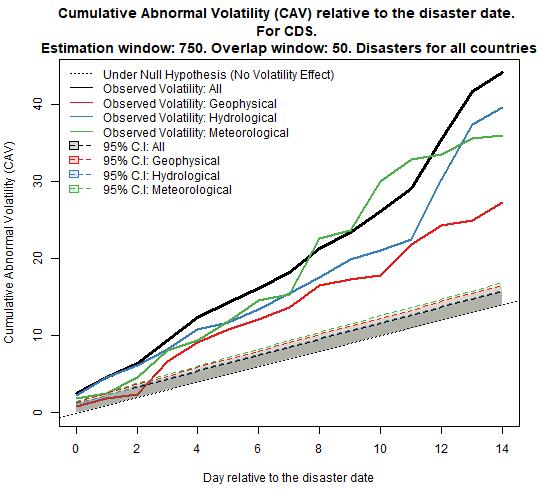 Cumulative Abnormal Volatility (CAV) relative to the disaster date.
For CDS.
Estimation window: 750. Overlap window: 50. Disasters for all countries
Under Null Hypothesis (No Volatility Effect)
Observed Volatility: All
Observed Volatility: Geophysical
Observed Volatility: Hydrological
Observed Volatility: Meteorological
95% C.I: All
95% C.I: Geophysical
95% C.I: Hydrological
95% C.I: Meteorological
Cumulative Abnormal Volatility (CAV)
40
30
20
10
0
0 2 4 6 8 10 12 14
Day relative to the disaster date